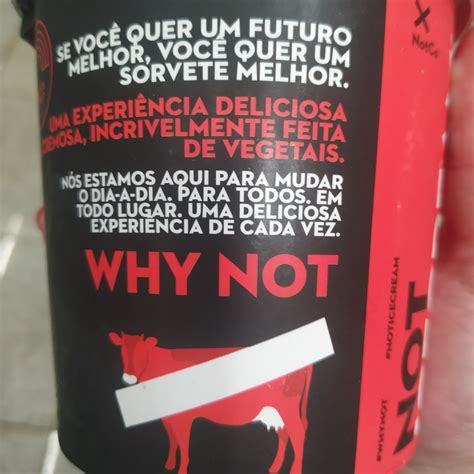 SE VOCÊ QUER UM FUTURO
MELHOR, VOCÊ QUER UM
SORVETE MELHOR.
UMA EXPERIÊNCIA DELICIOSA
CREMOSA, INCRIVELMENTE FEITA
DE VEGETAIS.
NÓS ESTAMOS AQUI PARA MUDAR
O DIA-A-DIA. PARA TODOS. EM
TODO LUGAR. UMA DELICIOSA
EXPERIÊNCIA DE CADA VEZ.
WHY NOT
NotCo
#NOTICECREAM
#WHYNOT
NOT